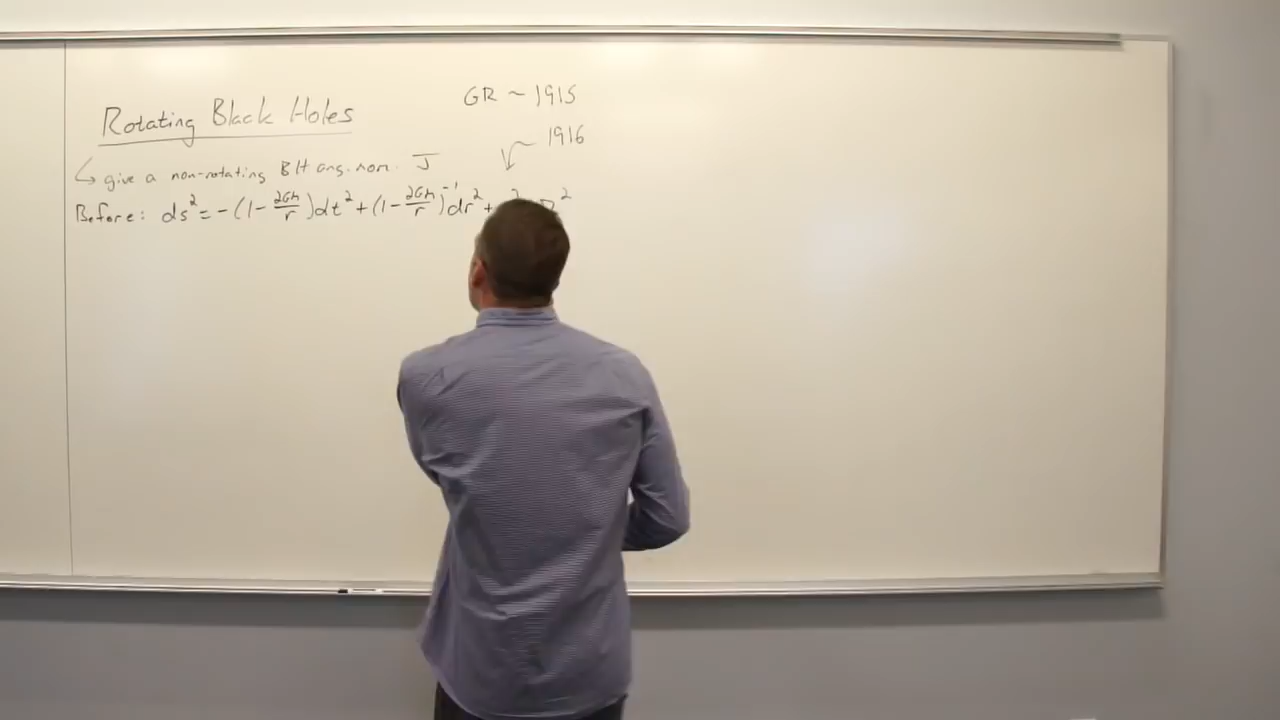 Rotating Black Holes
GR ~ 1915
1916
↳ give a non-rotating BH ang. mom. J
Before: ds² = -(1 - 2GM/r)dt² + (1 - 2GM/r)⁻¹dr² +